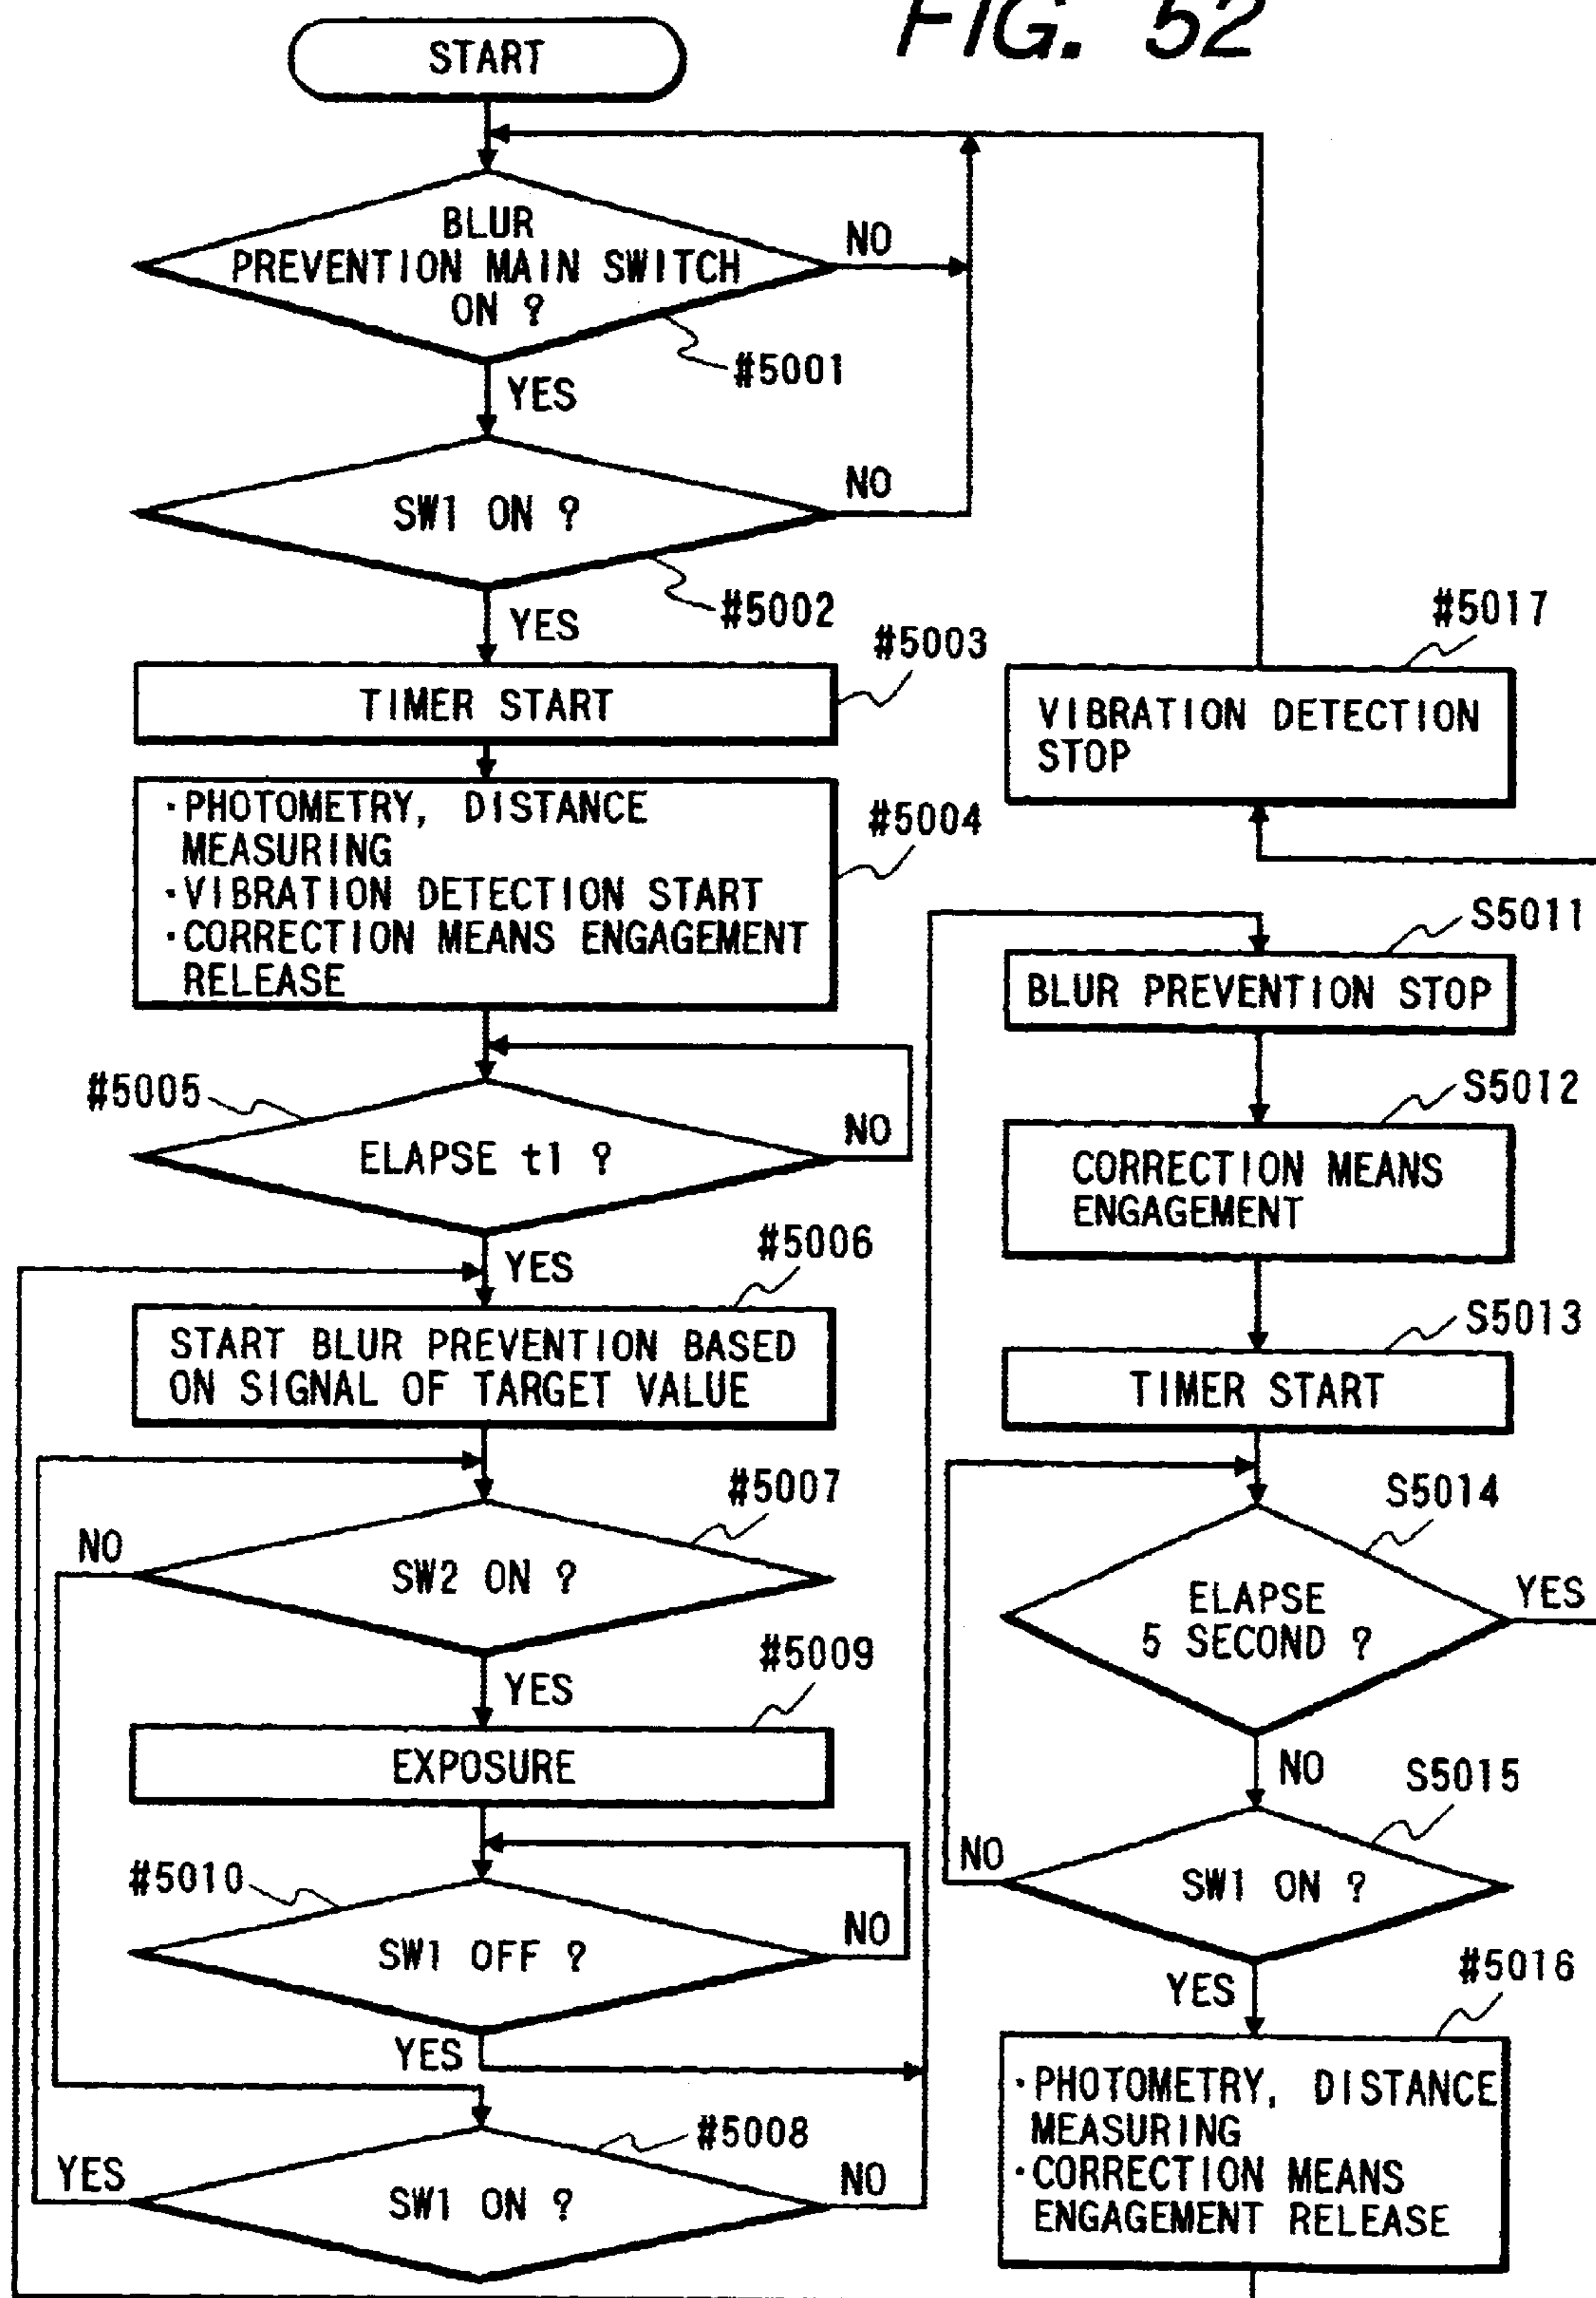 FIG. 52
START
BLUR
PREVENTION MAIN SWITCH
ON ?
NO
#5001
YES
SW1 ON ?
NO
#5002
YES
#5003
TIMER START
·PHOTOMETRY, DISTANCE
MEASURING
·VIBRATION DETECTION START
·CORRECTION MEANS ENGAGEMENT
RELEASE
#5004
#5005
ELAPSE t1 ?
NO
YES
#5006
START BLUR PREVENTION BASED
ON SIGNAL OF TARGET VALUE
#5007
NO
SW2 ON ?
YES
#5009
EXPOSURE
#5010
SW1 OFF ?
NO
YES
#5008
YES
SW1 ON ?
NO
#5017
VIBRATION DETECTION
STOP
S5011
BLUR PREVENTION STOP
S5012
CORRECTION MEANS
ENGAGEMENT
S5013
TIMER START
S5014
ELAPSE
5 SECOND ?
YES
NO
S5015
NO
SW1 ON ?
YES
#5016
·PHOTOMETRY, DISTANCE
MEASURING
·CORRECTION MEANS
ENGAGEMENT RELEASE